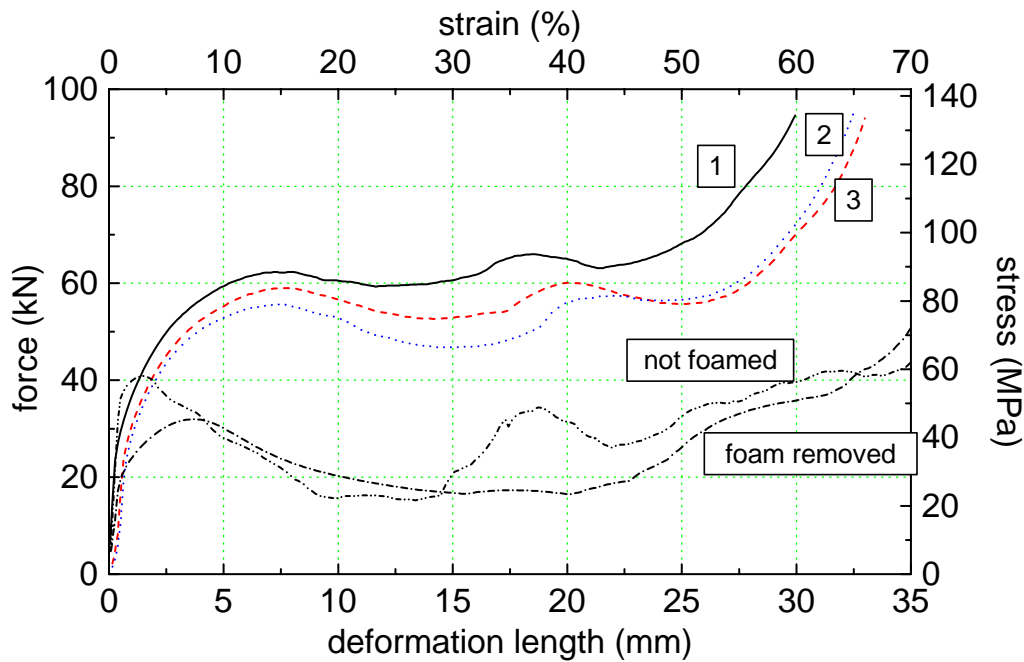 strain (%)
0 10 20 30 40 50 60 70
100 140
80 120
60 100
40 80
20 60
0 40
20
0
force (kN)
stress (MPa)
1
2
3
not foamed
foam removed
0 5 10 15 20 25 30 35
deformation length (mm)